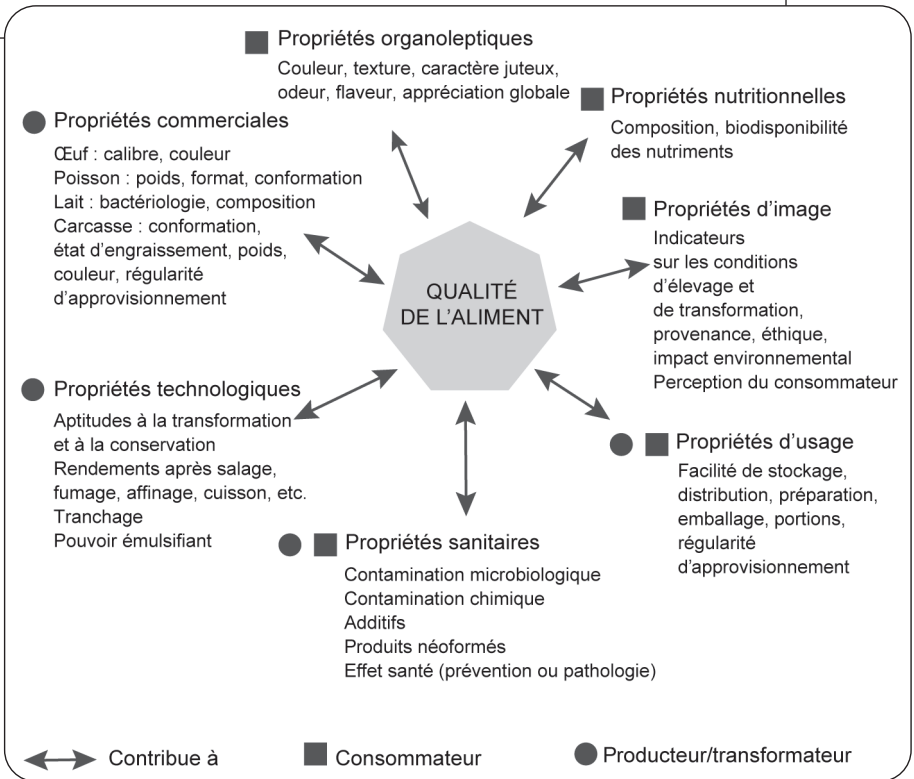 Propriétés organoleptiques
Couleur, texture, caractère juteux,
odeur, flaveur, appréciation globale
Propriétés nutritionnelles
Composition, biodisponibilité
des nutriments
Propriétés commerciales
Œuf : calibre, couleur
Poisson : poids, format, conformation
Lait : bactériologie, composition
Carcasse : conformation,
état d'engraissement, poids,
couleur, régularité
d'approvisionnement
Propriétés d'image
Indicateurs
sur les conditions
d'élevage et
de transformation,
provenance, éthique,
impact environnemental
Perception du consommateur
QUALITÉ
DE L'ALIMENT
Propriétés technologiques
Aptitudes à la transformation
et à la conservation
Rendements après salage,
fumage, affinage, cuisson, etc.
Tranchage
Pouvoir émulsifiant
Propriétés d'usage
Facilité de stockage,
distribution, préparation,
emballage, portions,
régularité
d'approvisionnement
Propriétés sanitaires
Contamination microbiologique
Contamination chimique
Additifs
Produits néoformés
Effet santé (prévention ou pathologie)
Contribue à
Consommateur
Producteur/transformateur